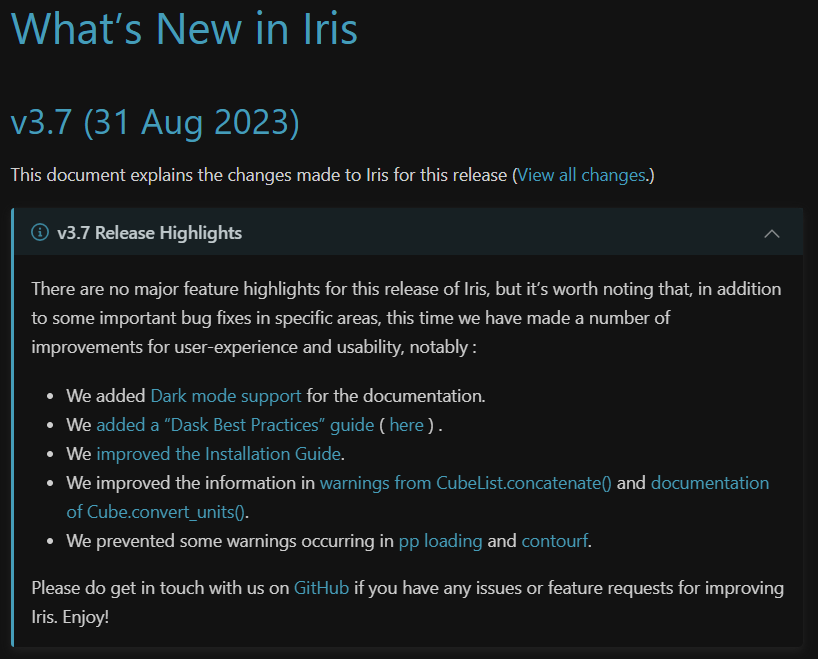 What's New in Iris
v3.7 (31 Aug 2023)
This document explains the changes made to Iris for this release (View all changes.)
v3.7 Release Highlights
There are no major feature highlights for this release of Iris, but it's worth noting that, in addition
to some important bug fixes in specific areas, this time we have made a number of
improvements for user-experience and usability, notably :
• We added Dark mode support for the documentation.
• We added a "Dask Best Practices" guide ( here ) .
• We improved the Installation Guide.
• We improved the information in warnings from CubeList.concatenate() and documentation
of Cube.convert_units().
• We prevented some warnings occurring in pp loading and contourf.
Please do get in touch with us on GitHub if you have any issues or feature requests for improving
Iris. Enjoy!